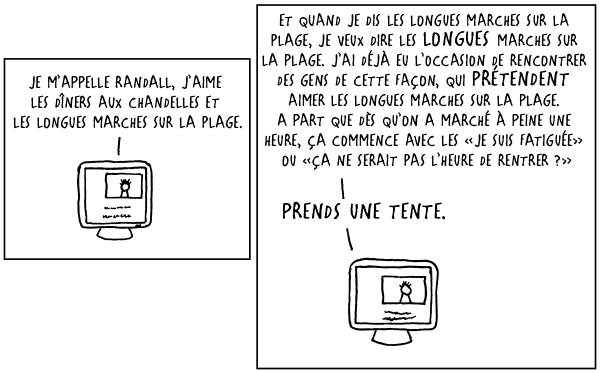 JE M'APPELLE RANDALL, J'AIME
LES DÎNERS AUX CHANDELLES ET
LES LONGUES MARCHES SUR LA PLAGE.
ET QUAND JE DIS LES LONGUES MARCHES SUR LA
PLAGE, JE VEUX DIRE LES LONGUES MARCHES SUR
LA PLAGE. J'AI DÉJÀ EU L'OCCASION DE RENCONTRER
DES GENS DE CETTE FAÇON, QUI PRÉTENDENT
AIMER LES LONGUES MARCHES SUR LA PLAGE.
A PART QUE DÈS QU'ON A MARCHÉ À PEINE UNE
HEURE, ÇA COMMENCE AVEC LES «JE SUIS FATIGUÉE»
OU «ÇA NE SERAIT PAS L'HEURE DE RENTRER ?»
PRENDS UNE TENTE.